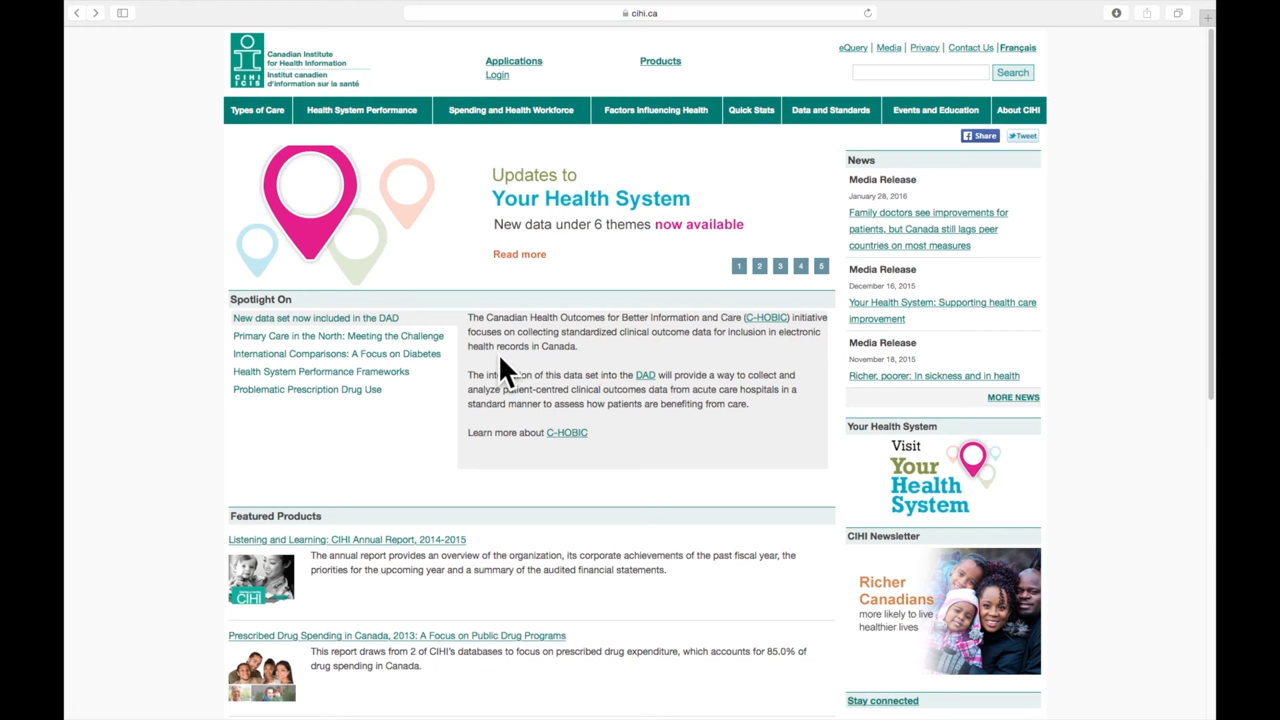 cihi.ca
Canadian Institute
for Health Information
Institut canadien
d'information sur la santé
CIHI
ICIS
Applications
Login
Products
eQuery | Media | Privacy | Contact Us | Français
Search
Types of Care
Health System Performance
Spending and Health Workforce
Factors Influencing Health
Quick Stats
Data and Standards
Events and Education
About CIHI
Share
Tweet
Updates to
Your Health System
New data under 6 themes now available
Read more
1 2 3 4 5
Spotlight On
New data set now included in the DAD
Primary Care in the North: Meeting the Challenge
International Comparisons: A Focus on Diabetes
Health System Performance Frameworks
Problematic Prescription Drug Use
The Canadian Health Outcomes for Better Information and Care (C-HOBIC) initiative
focuses on collecting standardized clinical outcome data for inclusion in electronic
health records in Canada.
The of this data set into the DAD will provide a way to collect and
analyze patient-centred clinical outcomes data from acute care hospitals in a
standard manner to assess how patients are benefiting from care.
Learn more about C-HOBIC
Featured Products
Listening and Learning: CIHI Annual Report, 2014-2015
The annual report provides an overview of the organization, its corporate achievements of the past fiscal year, the
priorities for the upcoming year and a summary of the audited financial statements.
CIHI
Prescribed Drug Spending in Canada, 2013: A Focus on Public Drug Programs
This report draws from 2 of CIHI's databases to focus on prescribed drug expenditure, which accounts for 85.0% of
drug spending in Canada.
News
Media Release
January 28, 2016
Family doctors see improvements for
patients, but Canada still lags peer
countries on most measures
Media Release
December 16, 2015
Your Health System: Supporting health care
improvement
Media Release
November 18, 2015
Richer, poorer: In sickness and in health
MORE NEWS
Your Health System
Visit
Your
Health
System
CIHI Newsletter
Richer
Canadians
more likely to live
healthier lives
Stay connected